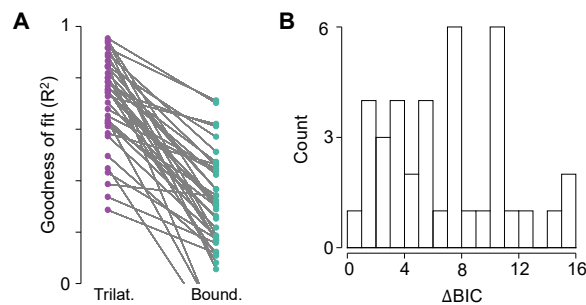 A
1
Goodness of fit (R²)
0
Trilat.
Bound.
B
6
3
0
Count
0
4
8
12
16
ΔBIC